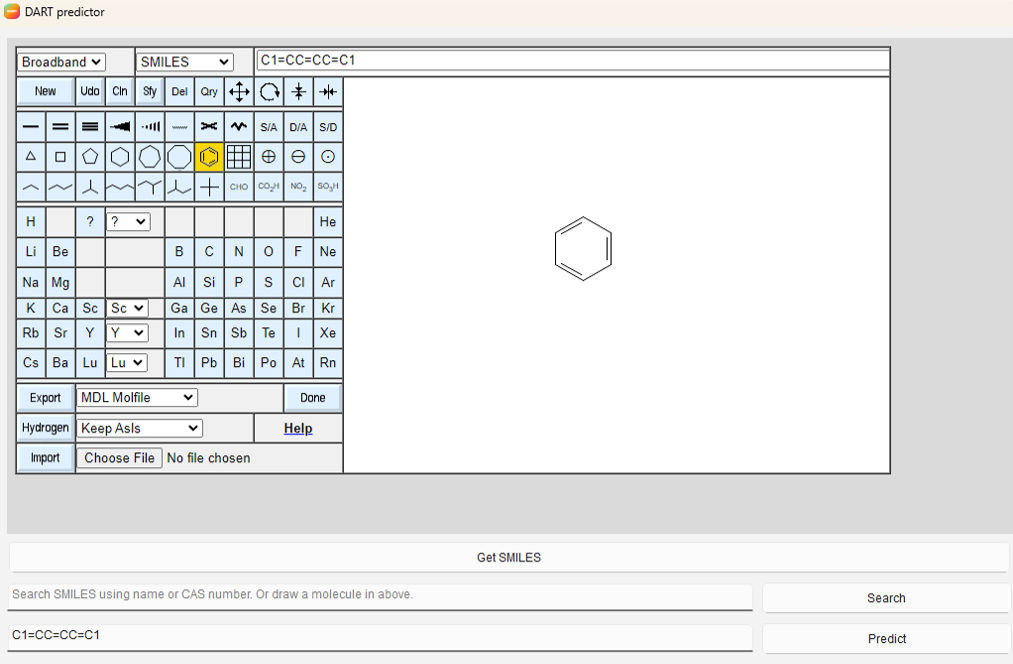 DART predictor
Broadband SMILES C1=CC=CC=C1
New Udo Cln Sfy Del Qry
S/A D/A S/D
CHO CO2H NO2 SO3H
H ? ? He
Li Be B C N O F Ne
Na Mg Al Si P S Cl Ar
K Ca Sc Sc Ga Ge As Se Br Kr
Rb Sr Y Y In Sn Sb Te I Xe
Cs Ba Lu Lu Tl Pb Bi Po At Rn
Export MDL Molfile Done
Hydrogen Keep AsIs Help
Import Choose File No file chosen
Get SMILES
Search SMILES using name or CAS number. Or draw a molecule in above.
Search
C1=CC=CC=C1
Predict